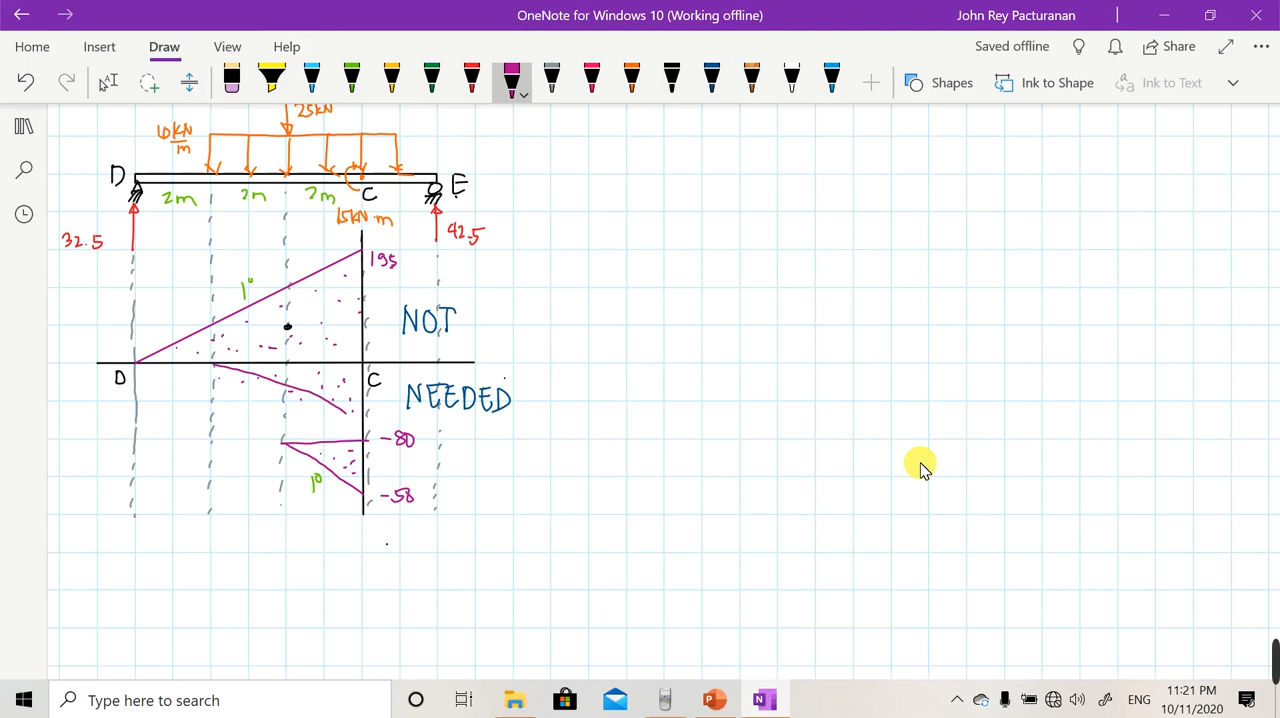 OneNote for Windows 10 (Working offline)
John Rey Pacturanan
Home Insert Draw View Help
Saved offline
Share
Shapes
Ink to Shape
Ink to Text
25kN
kN
m
D
E
2m
2m
2m
C
15kN·m
32.5
42.5
195
1°
NOT
D
C
NEEDED
-80
1°
-58
Type here to search
ENG
11:21 PM
10/11/2020